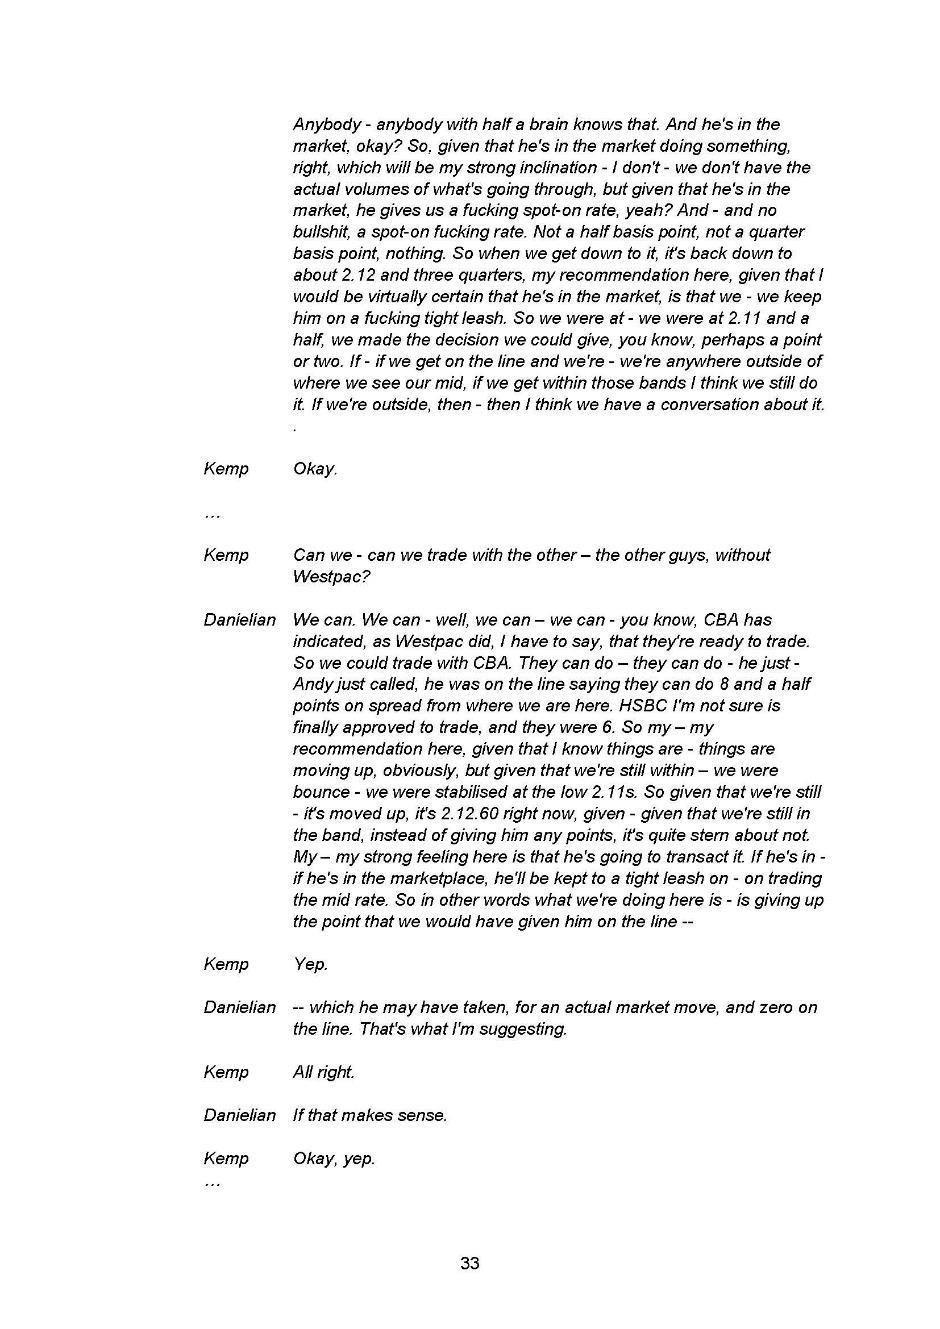 Anybody - anybody with half a brain knows that. And he's in the
market, okay? So, given that he's in the market doing something,
right, which will be my strong inclination - I don't - we don't have the
actual volumes of what's going through, but given that he's in the
market, he gives us a fucking spot-on rate, yeah? And - and no
bullshit, a spot-on fucking rate. Not a half basis point, not a quarter
basis point, nothing. So when we get down to it, it's back down to
about 2.12 and three quarters, my recommendation here, given that I
would be virtually certain that he's in the market, is that we - we keep
him on a fucking tight leash. So we were at - we were at 2.11 and a
half, we made the decision we could give, you know, perhaps a point
or two. If - if we get on the line and we're - we're anywhere outside of
where we see our mid, if we get within those bands I think we still do
it. If we're outside, then - then I think we have a conversation about it.
.
Kemp Okay.
...
Kemp Can we - can we trade with the other – the other guys, without
Westpac?
Danielian We can. We can - well, we can – we can - you know, CBA has
indicated, as Westpac did, I have to say, that they're ready to trade.
So we could trade with CBA. They can do – they can do - he just -
Andy just called, he was on the line saying they can do 8 and a half
points on spread from where we are here. HSBC I'm not sure is
finally approved to trade, and they were 6. So my – my
recommendation here, given that I know things are - things are
moving up, obviously, but given that we're still within – we were
bounce - we were stabilised at the low 2.11s. So given that we're still
- it's moved up, it's 2.12.60 right now, given - given that we're still in
the band, instead of giving him any points, it's quite stern about not.
My – my strong feeling here is that he's going to transact it. If he's in -
if he's in the marketplace, he'll be kept to a tight leash on - on trading
the mid rate. So in other words what we're doing here is - is giving up
the point that we would have given him on the line --
Kemp Yep.
Danielian -- which he may have taken, for an actual market move, and zero on
the line. That's what I'm suggesting.
Kemp All right.
Danielian If that makes sense.
Kemp Okay, yep.
...
33